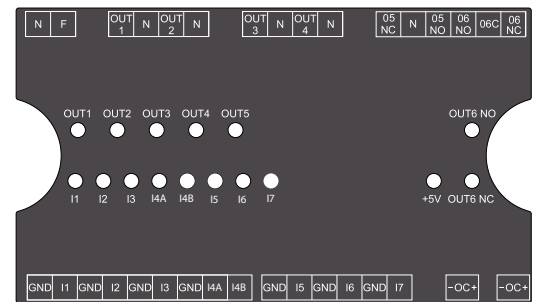 N F OUT 1 N OUT 2 N OUT 3 N OUT 4 N 05 NC N 05 NO 06 NO 06C 06 NC
OUT1 OUT2 OUT3 OUT4 OUT5 OUT6 NO
I1 I2 I3 I4A I4B I5 I6 I7 +5V OUT6 NC
GND I1 GND I2 GND I3 GND I4A I4B GND I5 GND I6 GND I7 -OC+ -OC+